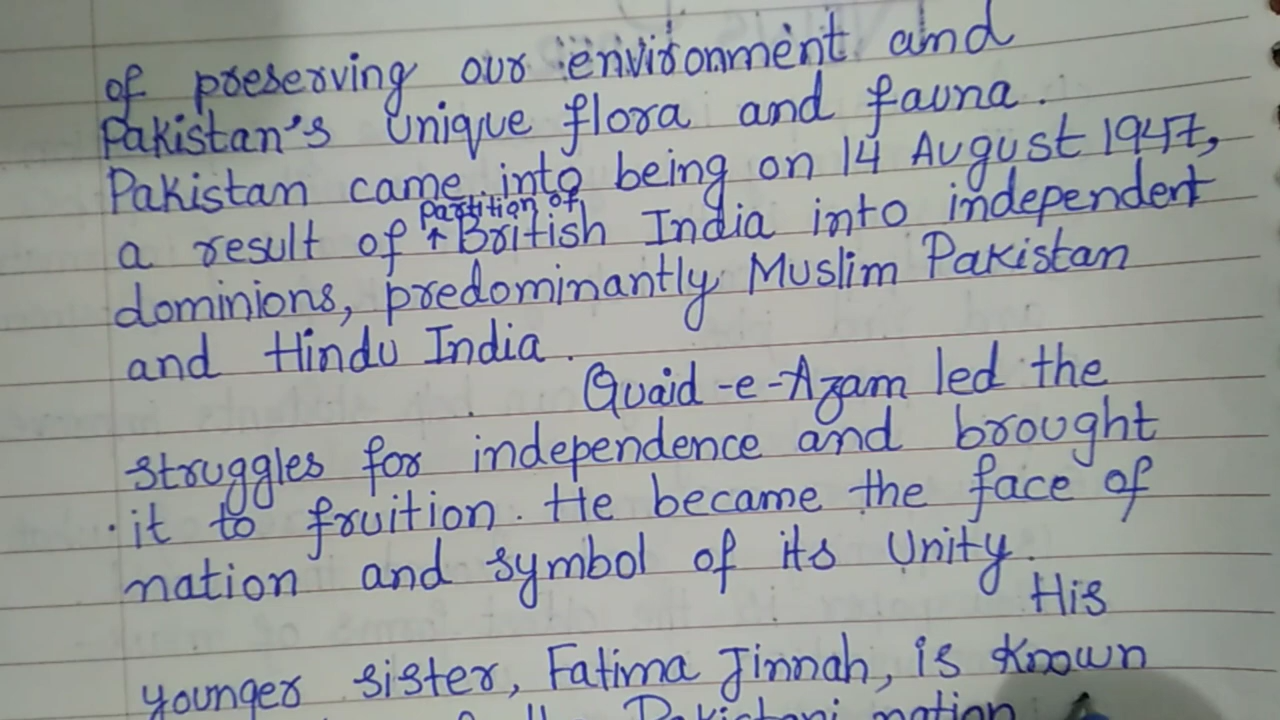 of preserving our environment and
Pakistan's Unique flora and fauna.
Pakistan came into being on 14 August 1947,
partition of
a result of ↑ British India into independent
dominions, predominantly Muslim Pakistan
and Hindu India.
Quaid-e-Azam led the
struggles for independence and brought
it to fruition. He became the face of
nation and symbol of its Unity.
His
younger sister, Fatima Jinnah, is known
Pakistani nation